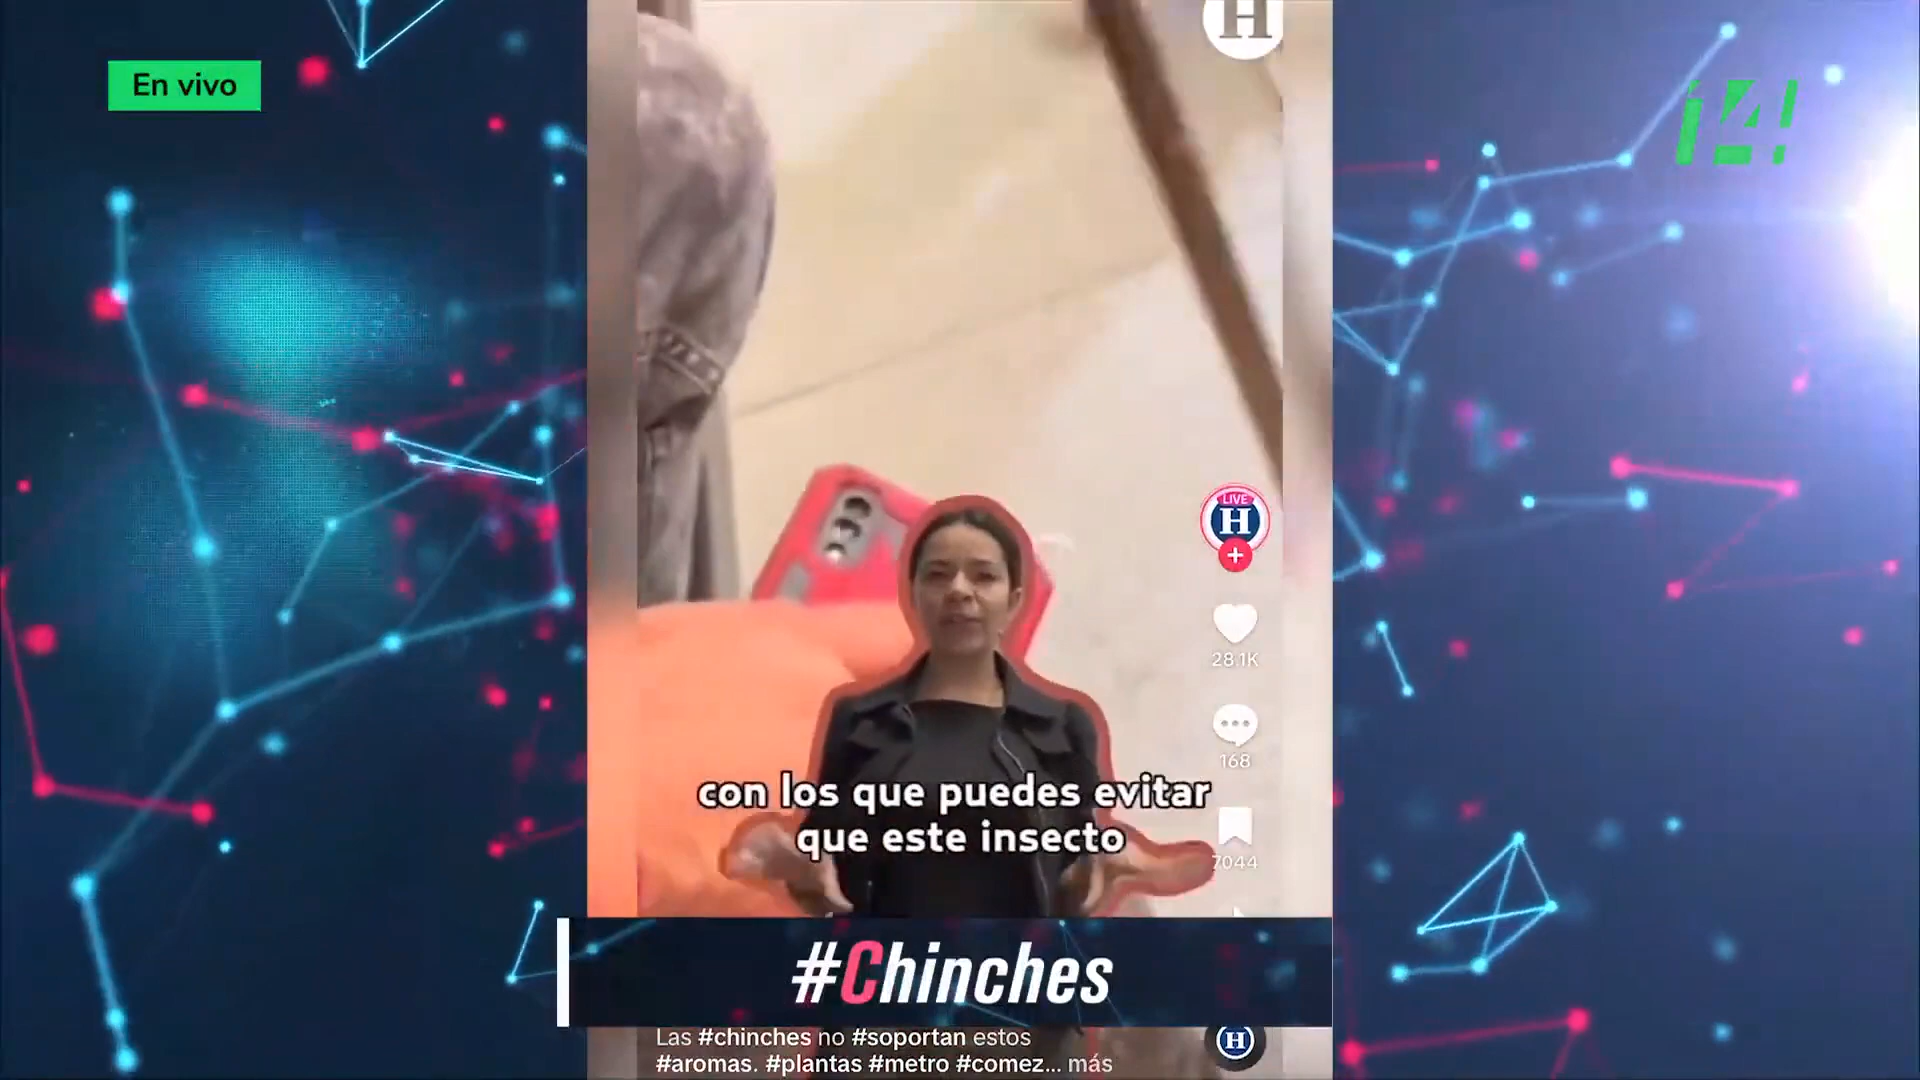 H
En vivo
14!
LIVE
H
28.1K
168
con los que puedes evitar
que este insecto
7044
#Chinches
Las #chinches no #soportan estos
#aromas. #plantas #metro #comez... más
H